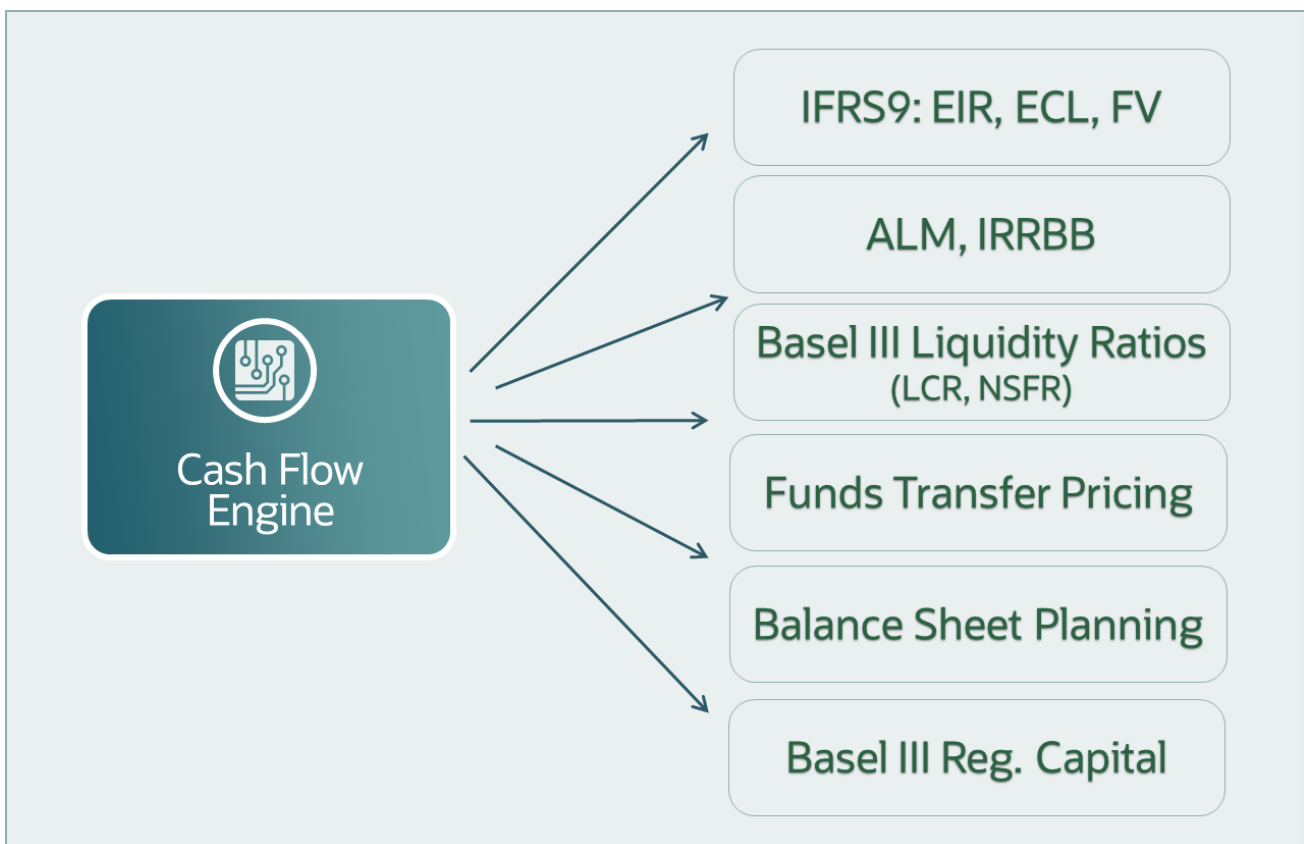 Cash Flow
Engine
IFRS9: EIR, ECL, FV
ALM, IRRBB
Basel III Liquidity Ratios
(LCR, NSFR)
Funds Transfer Pricing
Balance Sheet Planning
Basel III Reg. Capital